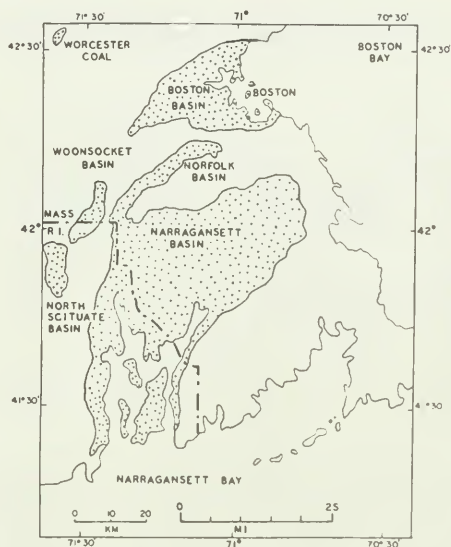 71°30'
71°
70°30'
42°30'
42°30'
WORCESTER
COAL
BOSTON
BAY
BOSTON
BASIN
BOSTON
WOONSOCKET
BASIN
NORFOLK
BASIN
MASS
R I.
42°
42°
NARRAGANSETT
BASIN
NORTH
SCITUATE
BASIN
41°30'
41°30'
NARRAGANSETT BAY
0 10 20
KM
0 25
MI
71°30'
71°
70°30'